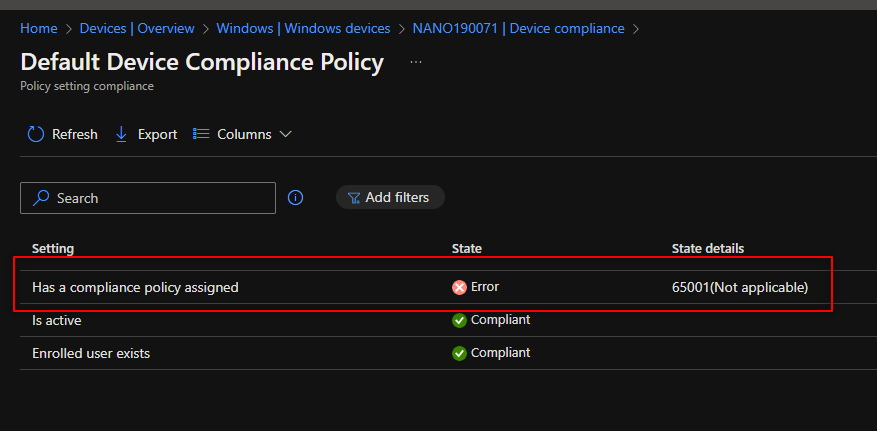 Home > Devices | Overview > Windows | Windows devices > NANO190071 | Device compliance >
Default Device Compliance Policy ...
Policy setting compliance
Refresh Export Columns
Search Add filters
Setting State State details
Has a compliance policy assigned Error 65001(Not applicable)
Is active Compliant
Enrolled user exists Compliant